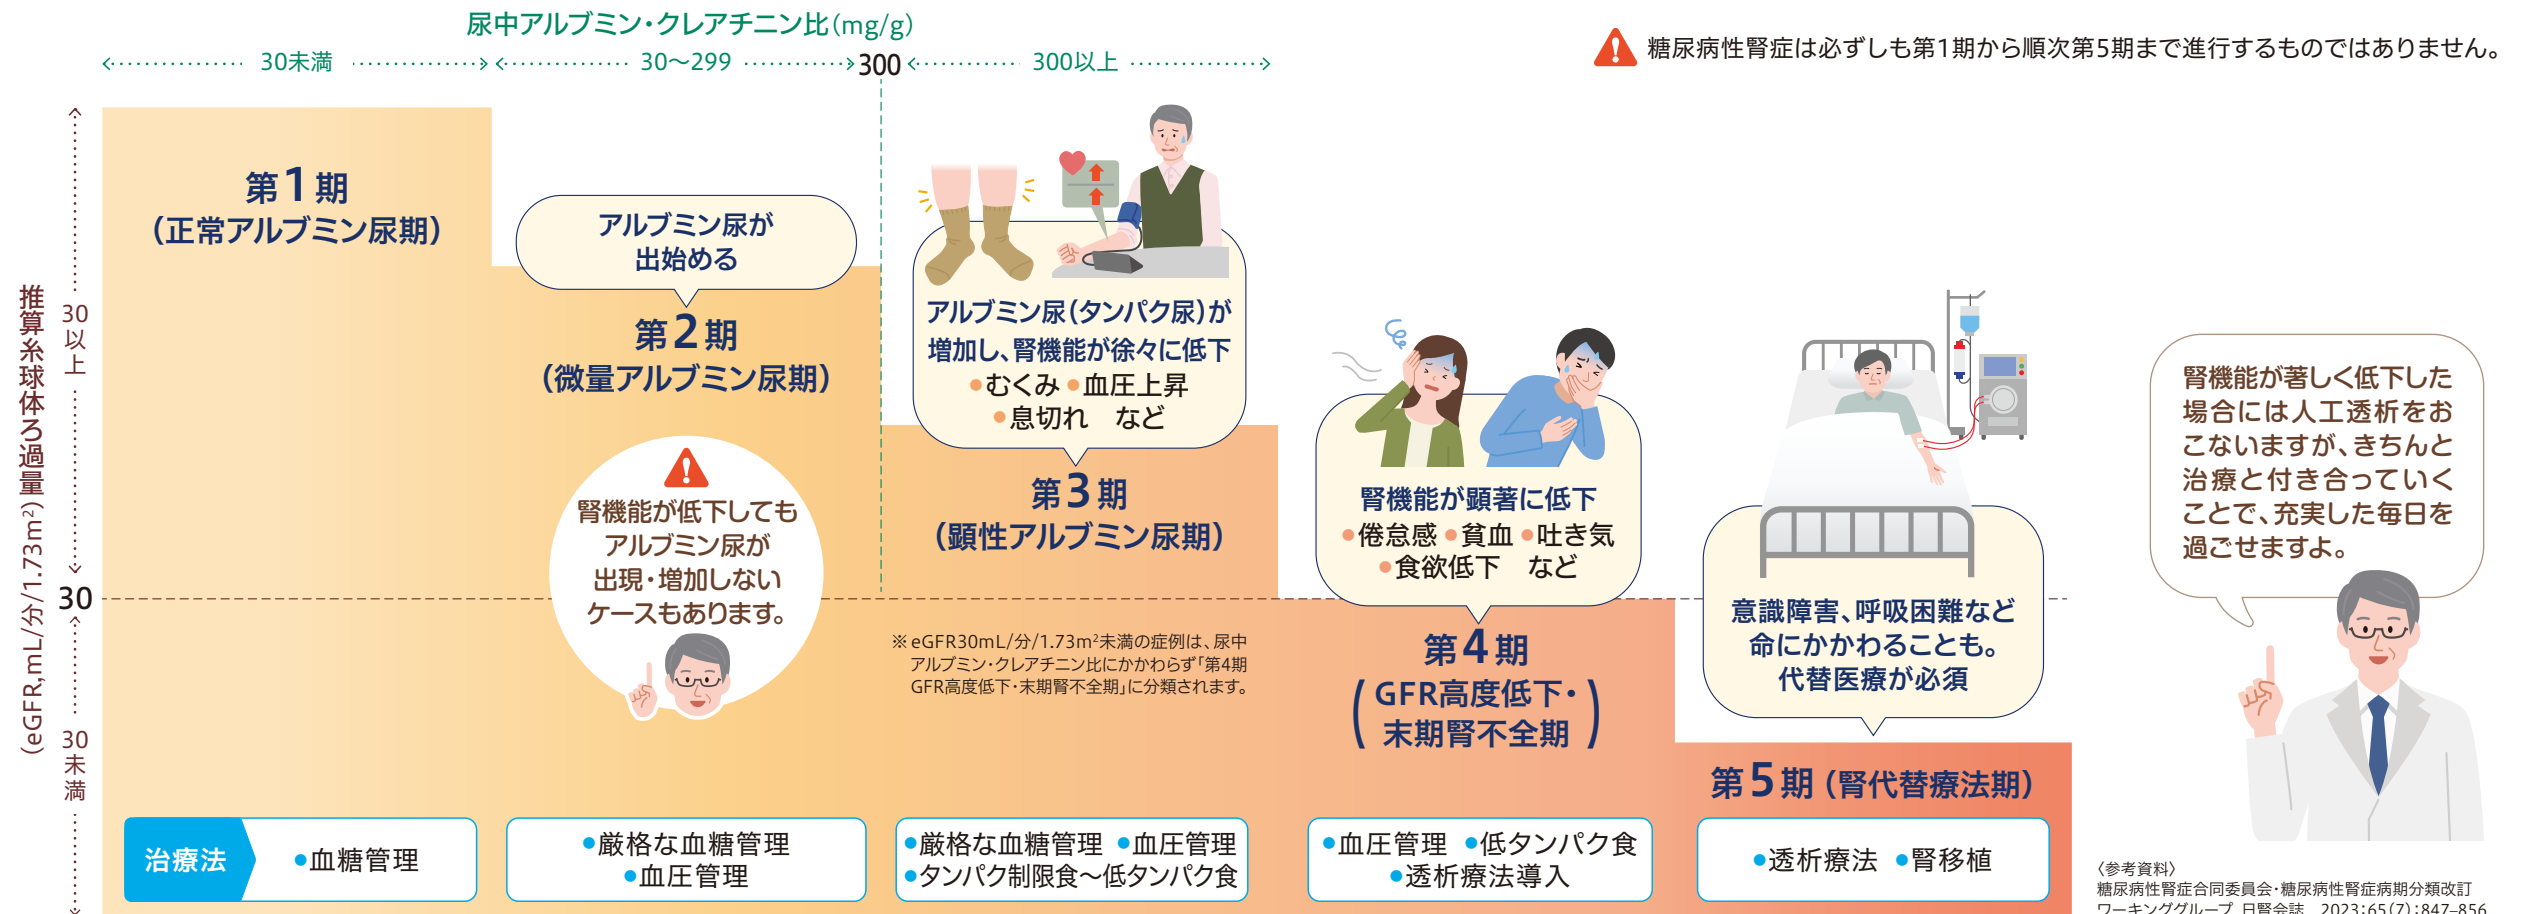 尿中アルブミン・クレアチニン比(mg/g)
30未満
30〜299
300
300以上
糖尿病性腎症は必ずしも第1期から順次第5期まで進行するものではありません。
推算糸球体ろ過量
(eGFR,mL/分/1.73m²)
30以上
30
30未満
第1期
(正常アルブミン尿期)
アルブミン尿が
出始める
第2期
(微量アルブミン尿期)
腎機能が低下しても
アルブミン尿が
出現・増加しない
ケースもあります。
アルブミン尿(タンパク尿)が
増加し、腎機能が徐々に低下
●むくみ ●血圧上昇
●息切れ など
第3期
(顕性アルブミン尿期)
※eGFR30mL/分/1.73m²未満の症例は、尿中
アルブミン・クレアチニン比にかかわらず「第4期
GFR高度低下・末期腎不全期」に分類されます。
腎機能が顕著に低下
●倦怠感 ●貧血 ●吐き気
●食欲低下 など
第4期
(GFR高度低下・
末期腎不全期)
意識障害、呼吸困難など
命にかかわることも。
代替医療が必須
第5期(腎代替療法期)
腎機能が著しく低下した
場合には人工透析をお
こないますが、きちんと
治療と付き合っていく
ことで、充実した毎日を
過ごせますよ。
治療法
●血糖管理
●厳格な血糖管理
●血圧管理
●厳格な血糖管理 ●血圧管理
●タンパク制限食〜低タンパク食
●血圧管理 ●低タンパク食
●透析療法導入
●透析療法 ●腎移植
〈参考資料〉
糖尿病性腎症合同委員会・糖尿病性腎症病期分類改訂
ワーキンググループ 日腎会誌 2023;65(7):847–856